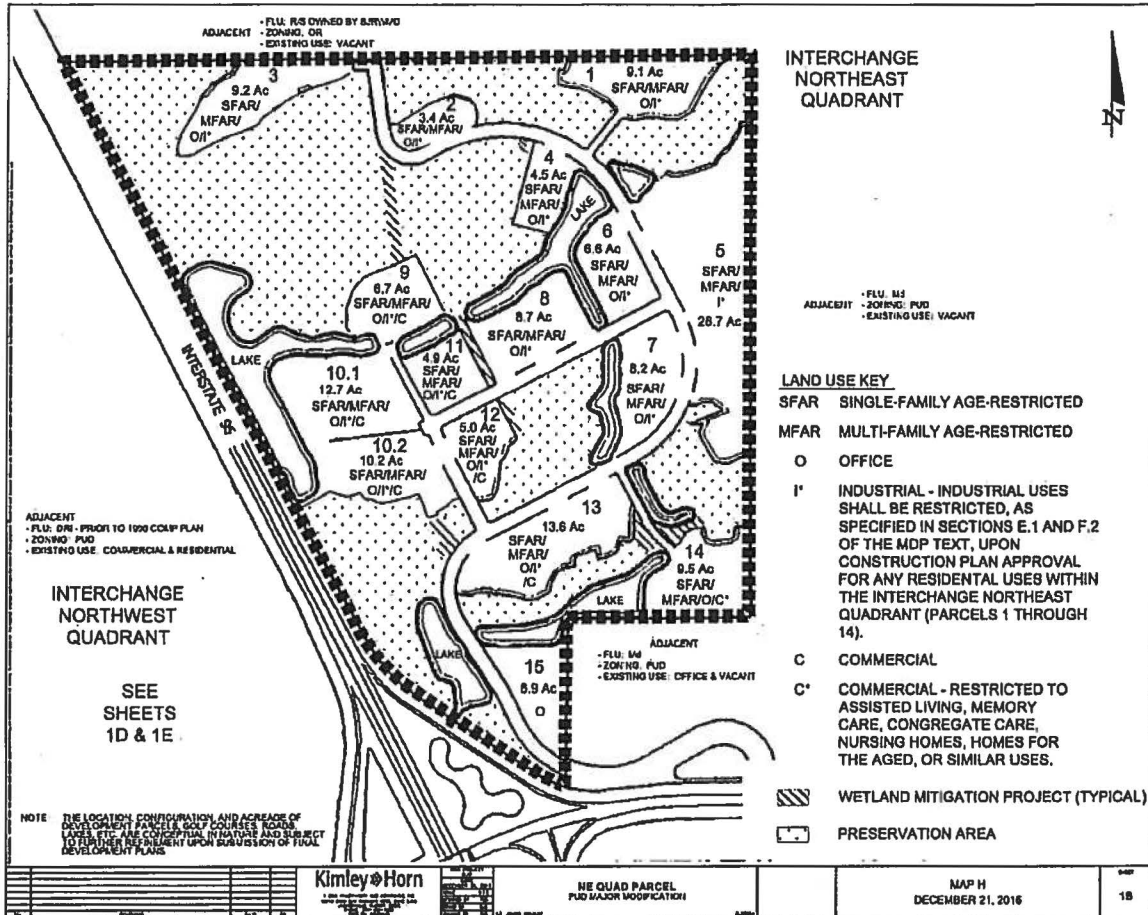 ADJACENT
- FLU: R/S OWNED BY SJRWMD
- ZONING: OR
- EXISTING USE: VACANT
INTERCHANGE
NORTHEAST
QUADRANT
N
3
9.2 Ac
SFAR/
MFAR/
O/I*
2
3.4 Ac
SFAR/MFAR/
O/I*
1
9.1 Ac
SFAR/MFAR/
O/I*
4
4.5 Ac
SFAR/
MFAR/
O/I*
LAKE
6
6.6 Ac
SFAR/
MFAR/
O/I*
5
SFAR/
MFAR/
I*
26.7 Ac
ADJACENT
- FLU: Md
- ZONING: PUD
- EXISTING USE: VACANT
9
6.7 Ac
SFAR/MFAR/
O/I*/C
8
8.7 Ac
SFAR/MFAR/
O/I*
7
8.2 Ac
SFAR/
MFAR/
O/I*
LAKE
INTERSTATE
10.1
12.7 Ac
SFAR/MFAR/
O/I*/C
11
4.9 Ac
SFAR/
MFAR/
O/I*/C
12
5.0 Ac
SFAR/
MFAR/
O/I*
/C
10.2
10.2 Ac
SFAR/MFAR/
O/I*/C
13
13.6 Ac
SFAR/
MFAR/
O/I*
/C
14
9.5 Ac
SFAR/
MFAR/O/C*
LAKE
LAKE
15
6.9 Ac
O
ADJACENT
- FLU: Md
- ZONING: PUD
- EXISTING USE: OFFICE & VACANT
ADJACENT
- FLU: DRI - PRIOR TO 1990 COMP PLAN
- ZONING: PUD
- EXISTING USE: COMMERCIAL & RESIDENTIAL
INTERCHANGE
NORTHWEST
QUADRANT
SEE
SHEETS
1D & 1E
LAND USE KEY
SFAR SINGLE-FAMILY AGE-RESTRICTED
MFAR MULTI-FAMILY AGE-RESTRICTED
O OFFICE
I* INDUSTRIAL - INDUSTRIAL USES
SHALL BE RESTRICTED, AS
SPECIFIED IN SECTIONS E.1 AND F.2
OF THE MDP TEXT, UPON
CONSTRUCTION PLAN APPROVAL
FOR ANY RESIDENTAL USES WITHIN
THE INTERCHANGE NORTHEAST
QUADRANT (PARCELS 1 THROUGH
14).
C COMMERCIAL
C* COMMERCIAL - RESTRICTED TO
ASSISTED LIVING, MEMORY
CARE, CONGREGATE CARE,
NURSING HOMES, HOMES FOR
THE AGED, OR SIMILAR USES.
WETLAND MITIGATION PROJECT (TYPICAL)
PRESERVATION AREA
NOTE: THE LOCATION, CONFIGURATION, AND ACREAGE OF
DEVELOPMENT PARCELS, GOLF COURSES, ROADS,
LAKES, ETC. ARE CONCEPTUAL IN NATURE AND SUBJECT
TO FURTHER REFINEMENT UPON SUBMISSION OF FINAL
DEVELOPMENT PLANS
Kimley»Horn
NE QUAD PARCEL
PUD MAJOR MODIFICATION
MAP H
DECEMBER 21, 2016